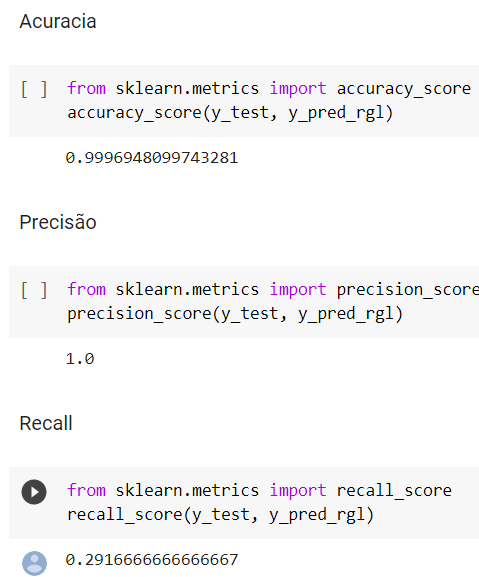 Acuracia
[ ] from sklearn.metrics import accuracy_score
accuracy_score(y_test, y_pred_rgl)
0.9996948099743281
Precisão
[ ] from sklearn.metrics import precision_score
precision_score(y_test, y_pred_rgl)
1.0
Recall
from sklearn.metrics import recall_score
recall_score(y_test, y_pred_rgl)
0.2916666666666667